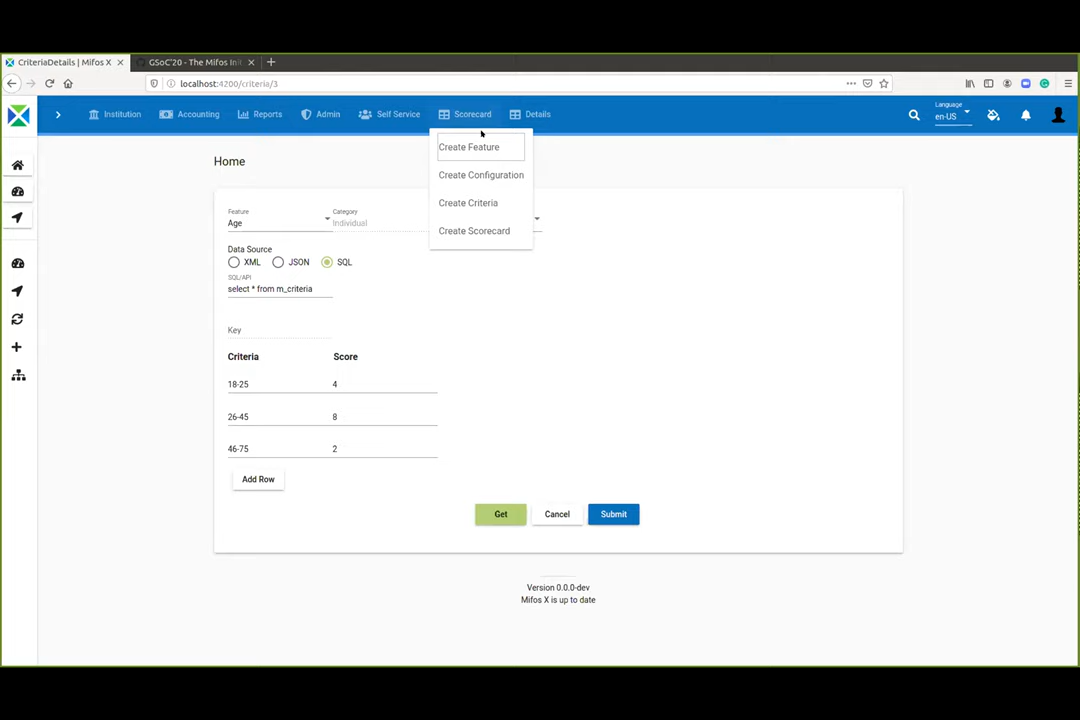 CriteriaDetails | Mifos X
GSoC'20 - The Mifos Init
localhost:4200/criteria/3
Institution
Accounting
Reports
Admin
Self Service
Scorecard
Details
Language
en-US
Create Feature
Create Configuration
Create Criteria
Create Scorecard
Home
Feature
Age
Category
Individual
Data Source
XML
JSON
SQL
SQL/API
select * from m_criteria
Key
Criteria Score
18-25 4
26-45 8
46-75 2
Add Row
Get
Cancel
Submit
Version 0.0.0-dev
Mifos X is up to date